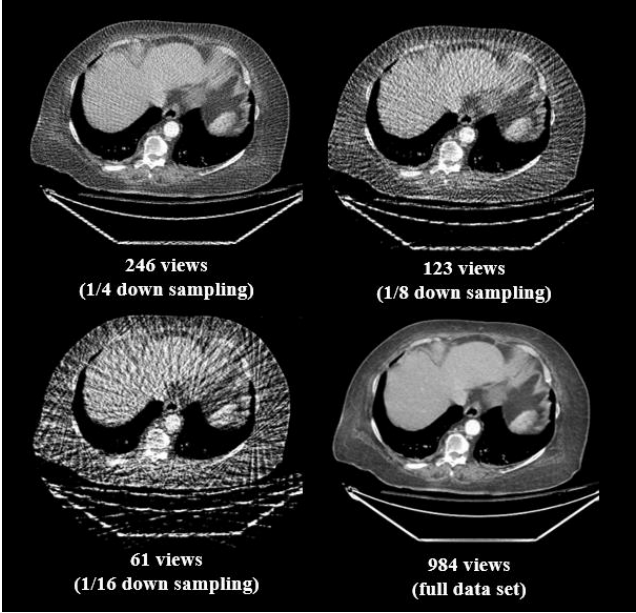 246 views
(1/4 down sampling)
123 views
(1/8 down sampling)
61 views
(1/16 down sampling)
984 views
(full data set)